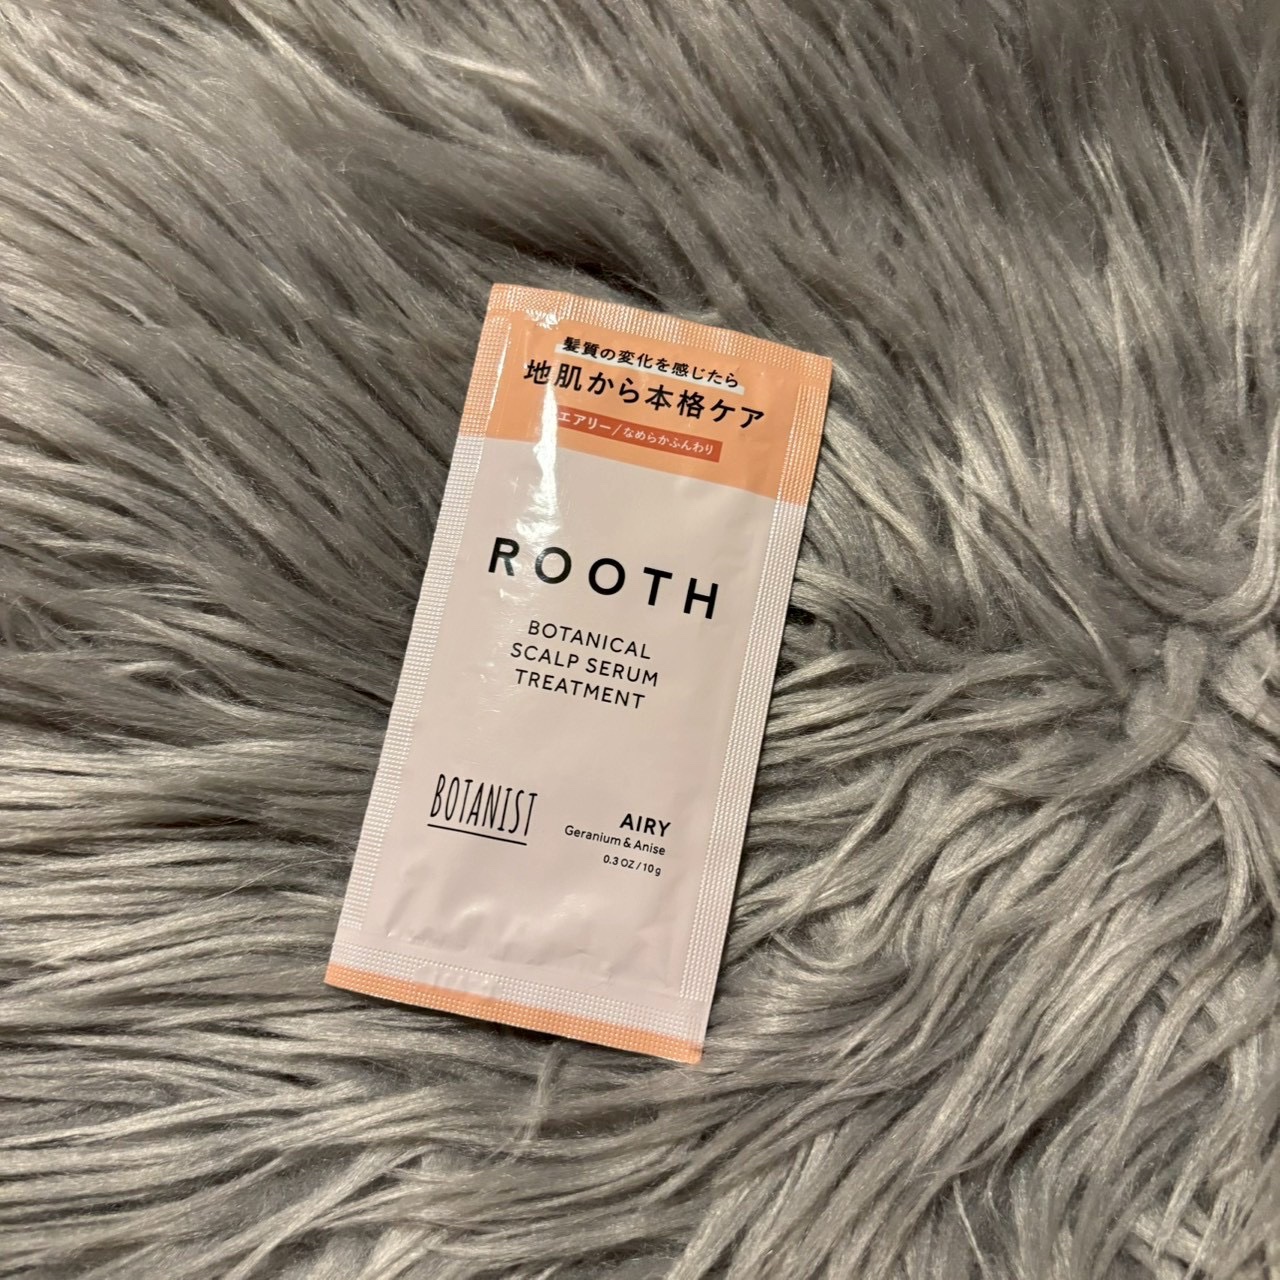 髪質の変化を感じたら
地肌から本格ケア
エアリー/なめらかふんわり
ROOTH
BOTANICAL
SCALP SERUM
TREATMENT
BOTANIST
AIRY
Geranium & Anise
0.3 OZ / 10g